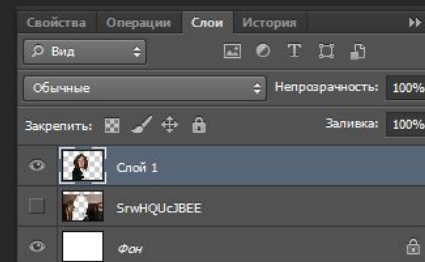 Свойства Операции Слои История
Вид
Обычные Непрозрачность: 100%
Закрепить: Заливка: 100%
Слой 1
SrwHQUcJBEE
Фон